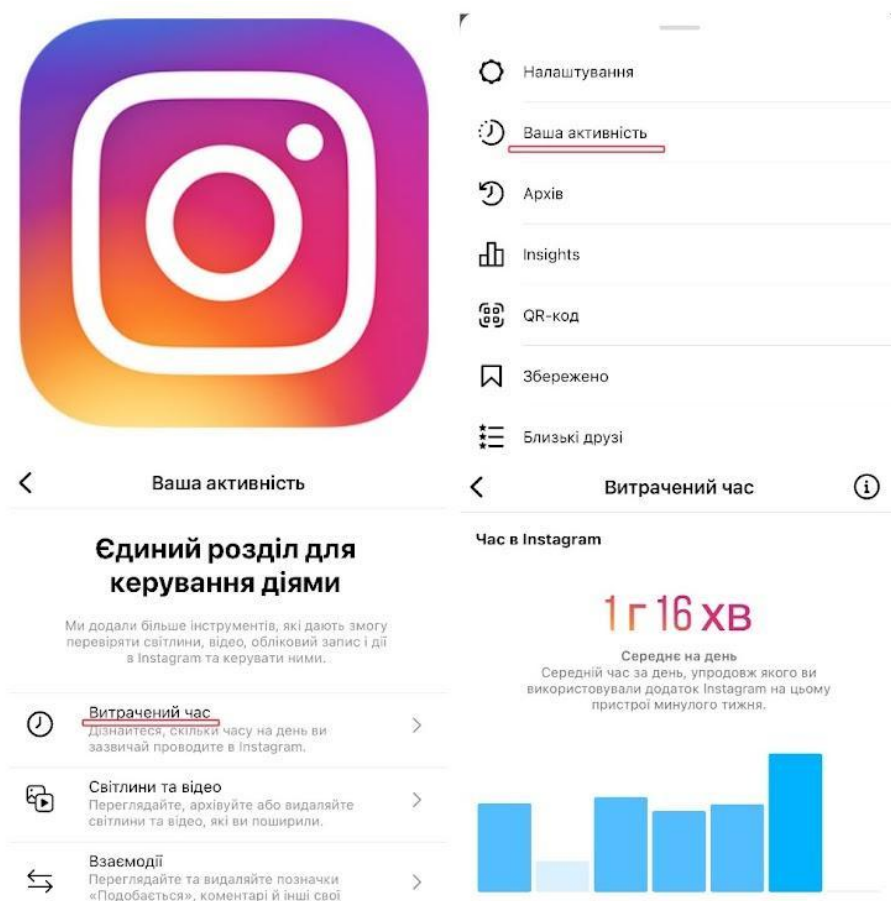 Налаштування
Ваша активність
Архів
Insights
QR-код
Збережено
Близькі друзі
Ваша активність
Єдиний розділ для
керування діями
Ми додали більше інструментів, які дають змогу
перевіряти світлини, відео, обліковий запис і дії
в Instagram та керувати ними.
Витрачений час
Дізнайтеся, скільки часу на день ви
зазвичай проводите в Instagram.
Світлини та відео
Переглядайте, архівуйте або видаляйте
світлини та відео, які ви поширили.
Взаємодії
Переглядайте та видаляйте позначки
«Подобається», коментарі й інші свої
Витрачений час
Час в Instagram
1 г 16 хв
Середнє на день
Середній час за день, упродовж якого ви
використовували додаток Instagram на цьому
пристрої минулого тижня.